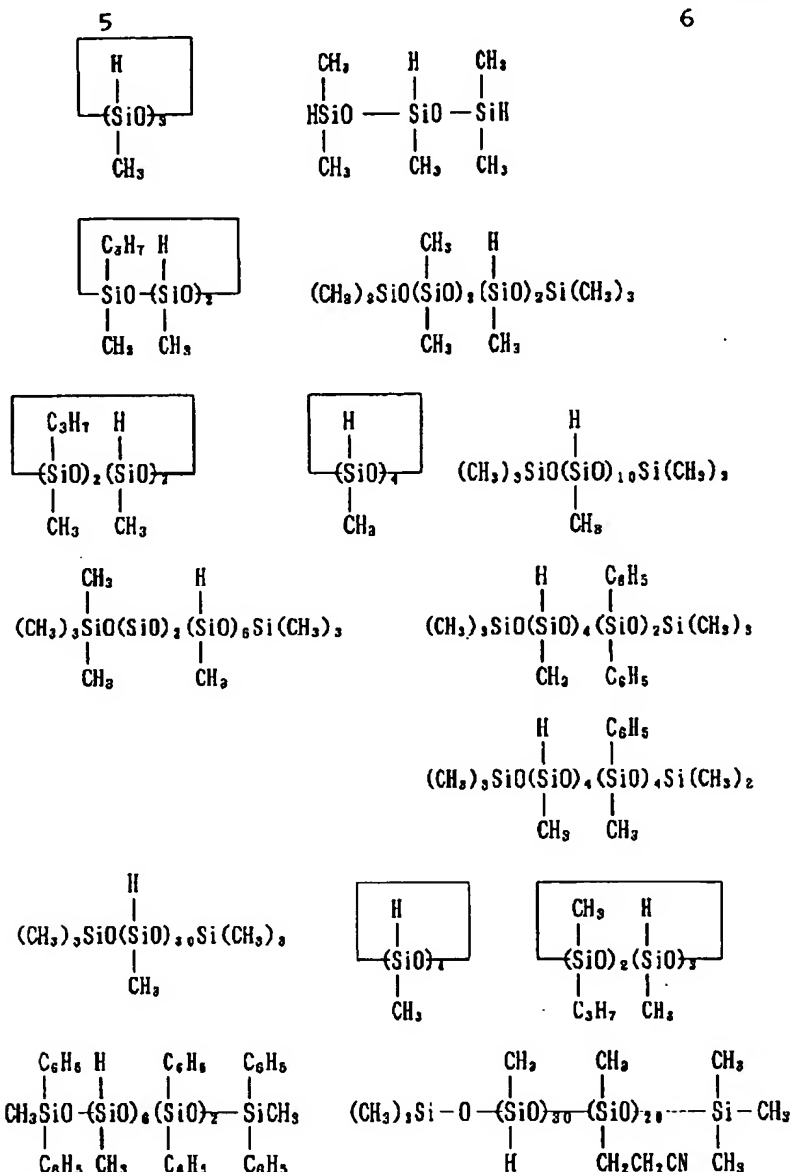 5 6
H CH₃ H CH₃
(SiO)₃ HSiO — SiO — SiH
CH₃ CH₃ CH₃ CH₃
C₃H₇ H CH₃ H
SiO (SiO)₂ (CH₃)₃SiO(SiO)₂(SiO)₂Si(CH₃)₃
CH₃ CH₃ CH₃ CH₃
C₃H₇ H H H
(SiO)₂(SiO)₂ (SiO)₄ (CH₃)₃SiO(SiO)₁₀Si(CH₃)₃
CH₃ CH₃ CH₃ CH₃
CH₃ H H C₆H₅
(CH₃)₃SiO(SiO)₂(SiO)₆Si(CH₃)₃ (CH₃)₃SiO(SiO)₄(SiO)₂Si(CH₃)₃
CH₃ CH₃ CH₃ C₆H₅
H C₆H₅
(CH₃)₃SiO(SiO)₄(SiO)₄Si(CH₃)₂
CH₃ CH₃
H H CH₃ H
(CH₃)₃SiO(SiO)₃₀Si(CH₃)₃ (SiO)₄ (SiO)₂(SiO)₃
CH₃ CH₃ C₃H₇ CH₃
C₆H₅ H C₆H₅ C₆H₅ CH₃ CH₃ CH₃
CH₃SiO-(SiO)₆(SiO)₂—SiCH₃ (CH₃)₃Si-O-(SiO)₃₀-(SiO)₂₀-----Si-CH₃
C₆H₅ CH₃ C₆H₅ C₆H₅ H CH₂CH₂CN CH₃